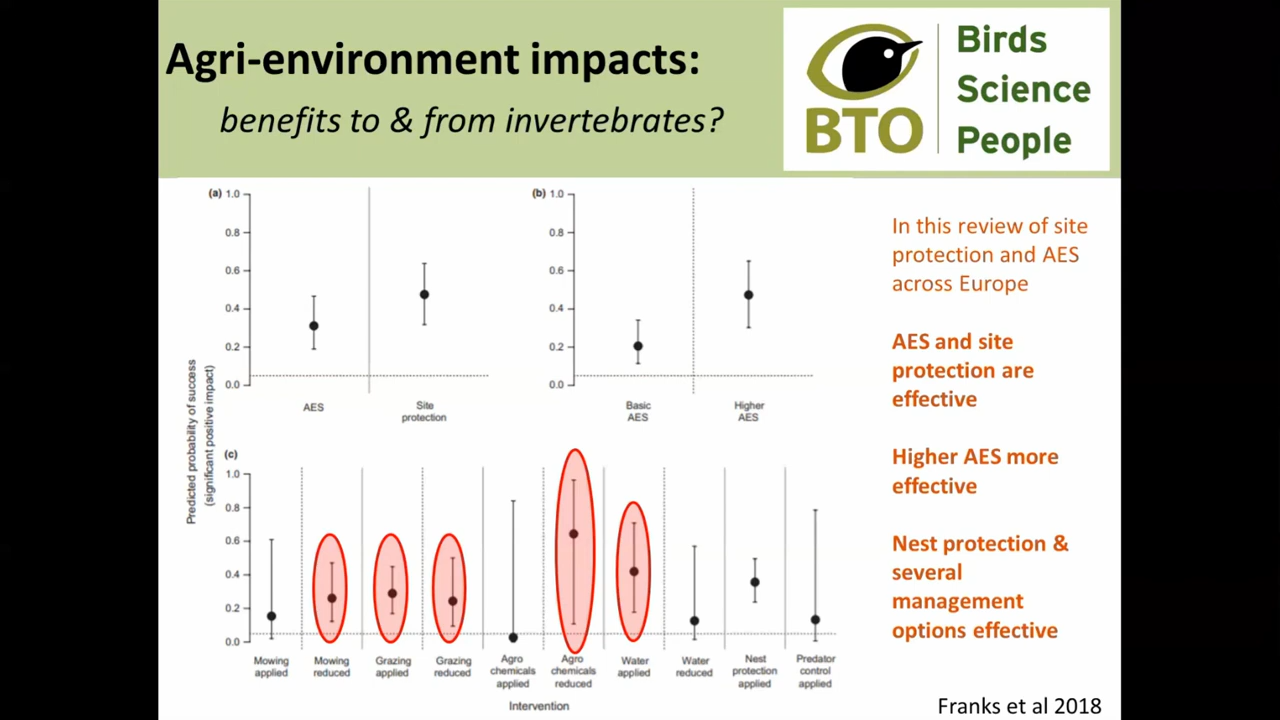 Agri-environment impacts:
benefits to & from invertebrates?
BTO
Birds
Science
People
(a) 1.0
0.8
0.6
0.4
0.2
0.0
AES
Site
protection
(b) 1.0
0.8
0.6
0.4
0.2
0.0
Basic
AES
Higher
AES
Predicted probability of success
(significant positive impact)
(c)
1.0
0.8
0.6
0.4
0.2
0.0
Mowing
applied
Mowing
reduced
Grazing
applied
Grazing
reduced
Agro
chemicals
applied
Agro
chemicals
reduced
Water
applied
Water
reduced
Nest
protection
applied
Predator
control
applied
Intervention
In this review of site
protection and AES
across Europe
AES and site
protection are
effective
Higher AES more
effective
Nest protection &
several
management
options effective
Franks et al 2018